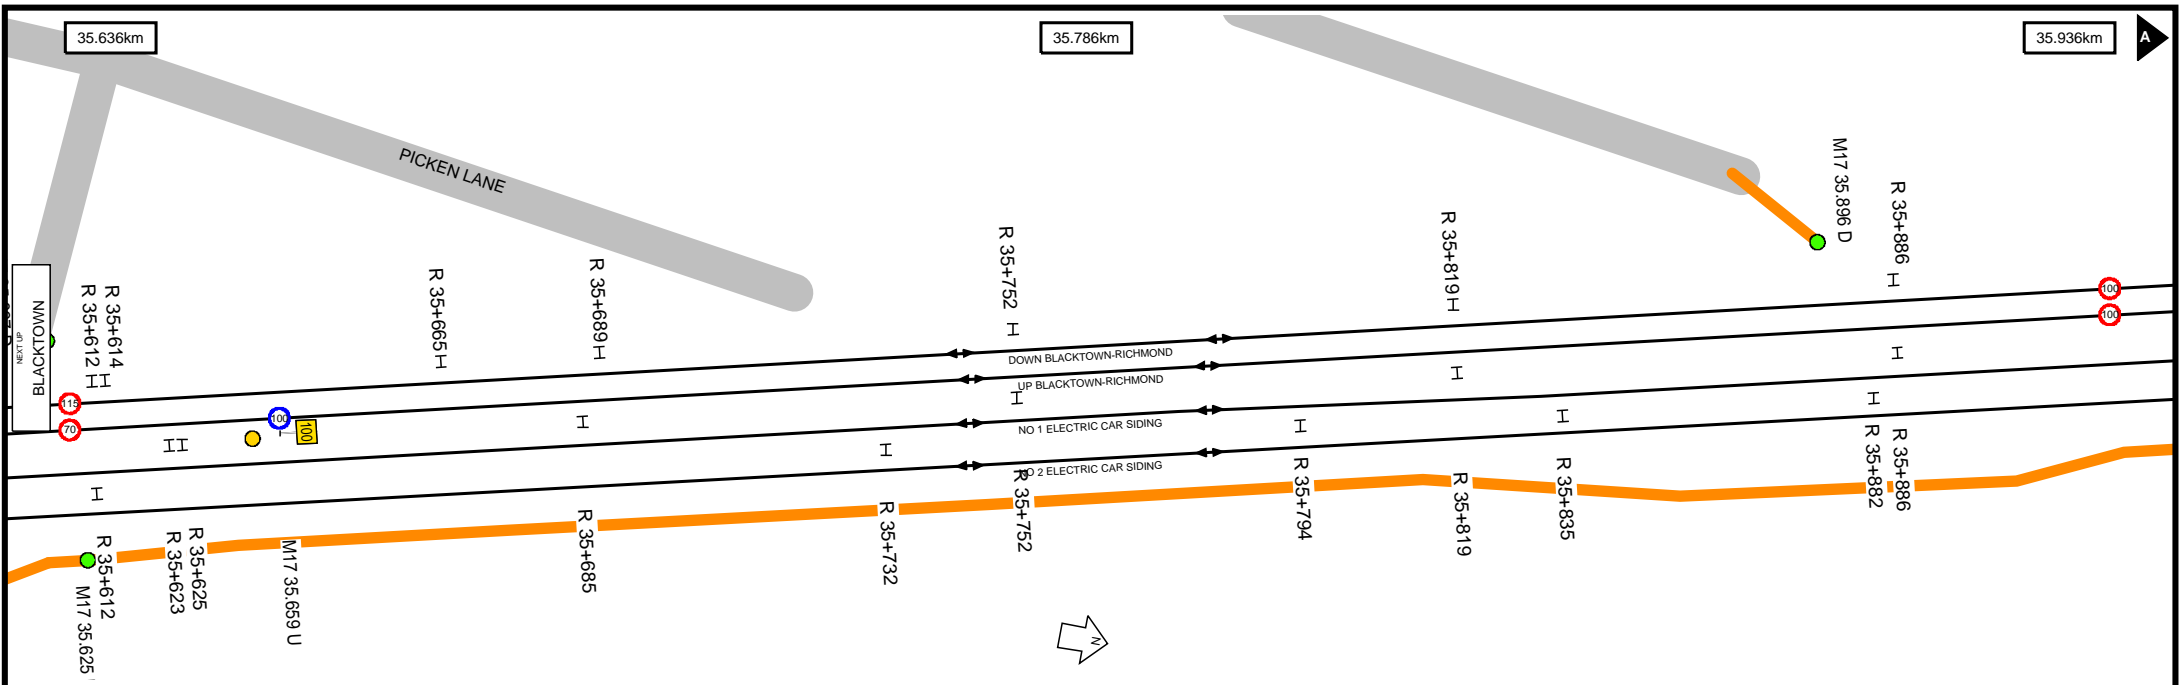 35.636km
35.786km
35.936km
A
PICKEN LANE
M17 35.896 D
R 35+886
R 35+819
R 35+752
R 35+689
R 35+665
R 35+614
R 35+612
NEXT UP
BLACKTOWN
100
100
DOWN BLACKTOWN-RICHMOND
UP BLACKTOWN-RICHMOND
NO 1 ELECTRIC CAR SIDING
NO 2 ELECTRIC CAR SIDING
115
70
100
100
R 35+612
M17 35.625
R 35+623
R 35+625
M17 35.659 U
R 35+685
R 35+732
R 35+752
R 35+794
R 35+819
R 35+835
R 35+882
R 35+886
N